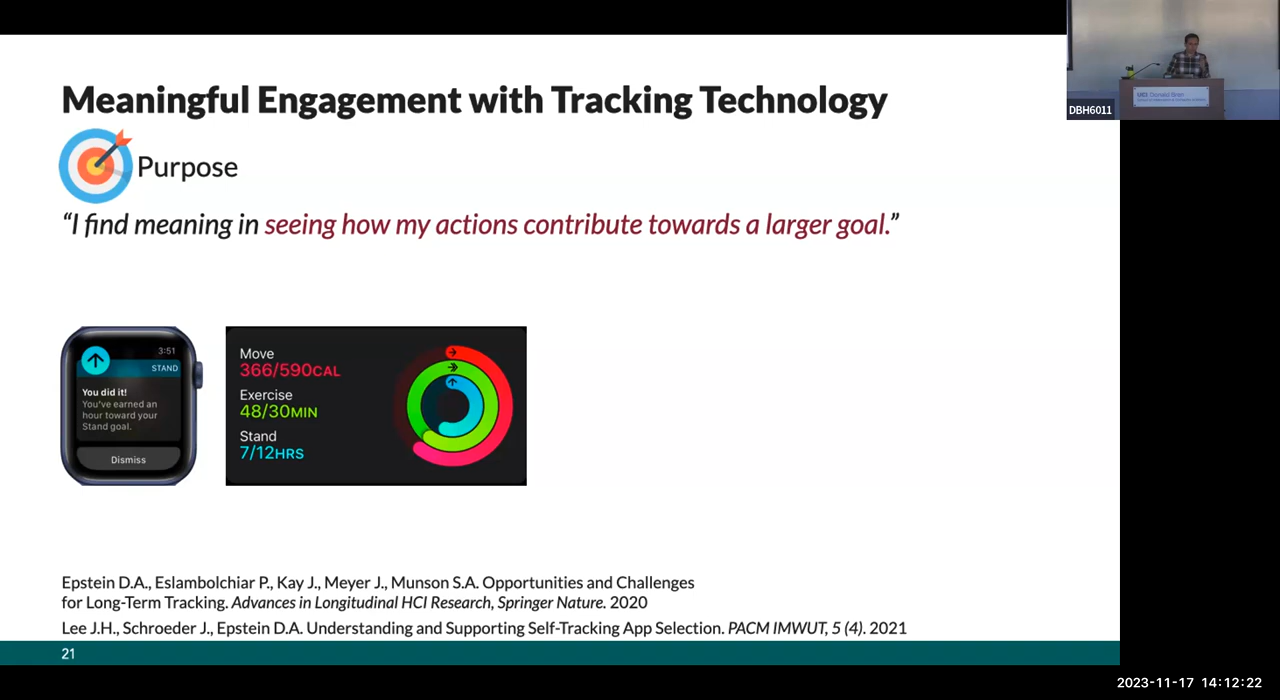 Meaningful Engagement with Tracking Technology
Purpose
“I find meaning in seeing how my actions contribute towards a larger goal.”
3:51
STAND
You did it!
You've earned an
hour toward your
Stand goal.
Dismiss
Move
366/590CAL
Exercise
48/30MIN
Stand
7/12HRS
Epstein D.A., Eslambolchiar P., Kay J., Meyer J., Munson S.A. Opportunities and Challenges
for Long-Term Tracking. Advances in Longitudinal HCI Research, Springer Nature. 2020
Lee J.H., Schroeder J., Epstein D.A. Understanding and Supporting Self-Tracking App Selection. PACM IMWUT, 5 (4). 2021
21
UCI Donald Bren
DBH6011
2023-11-17 14:12:22